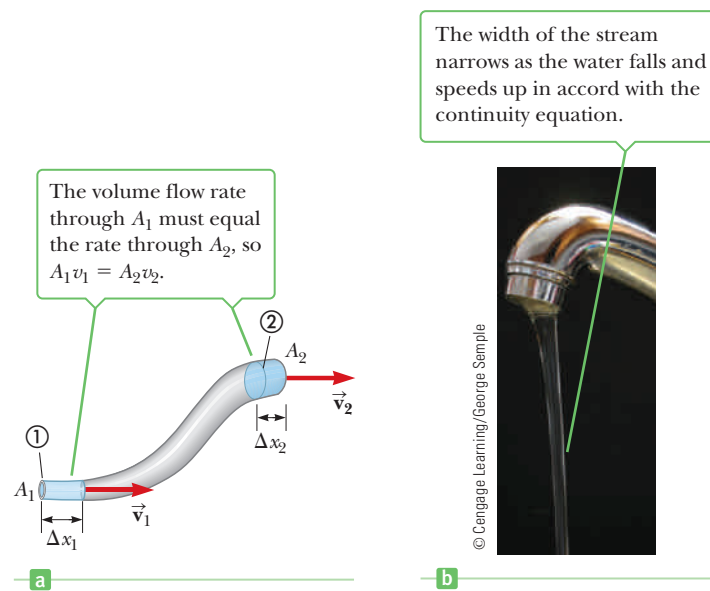 The width of the stream
narrows as the water falls and
speeds up in accord with the
continuity equation.
The volume flow rate
through A₁ must equal
the rate through A₂, so
A₁v₁ = A₂v₂.
②
A₂
v⃗₂
Δx₂
①
A₁
v⃗₁
Δx₁
© Cengage Learning/George Semple
a
b